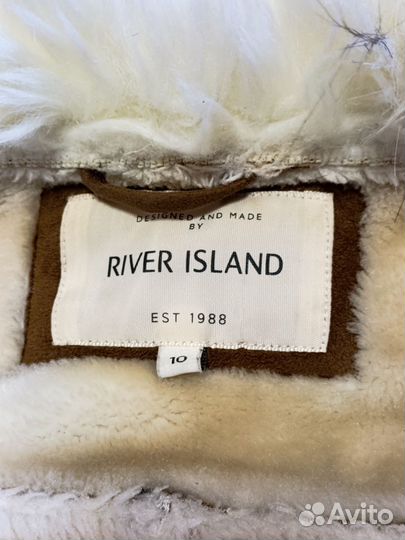 DESIGNED AND MADE
BY
RIVER ISLAND
EST 1988
10
Avito